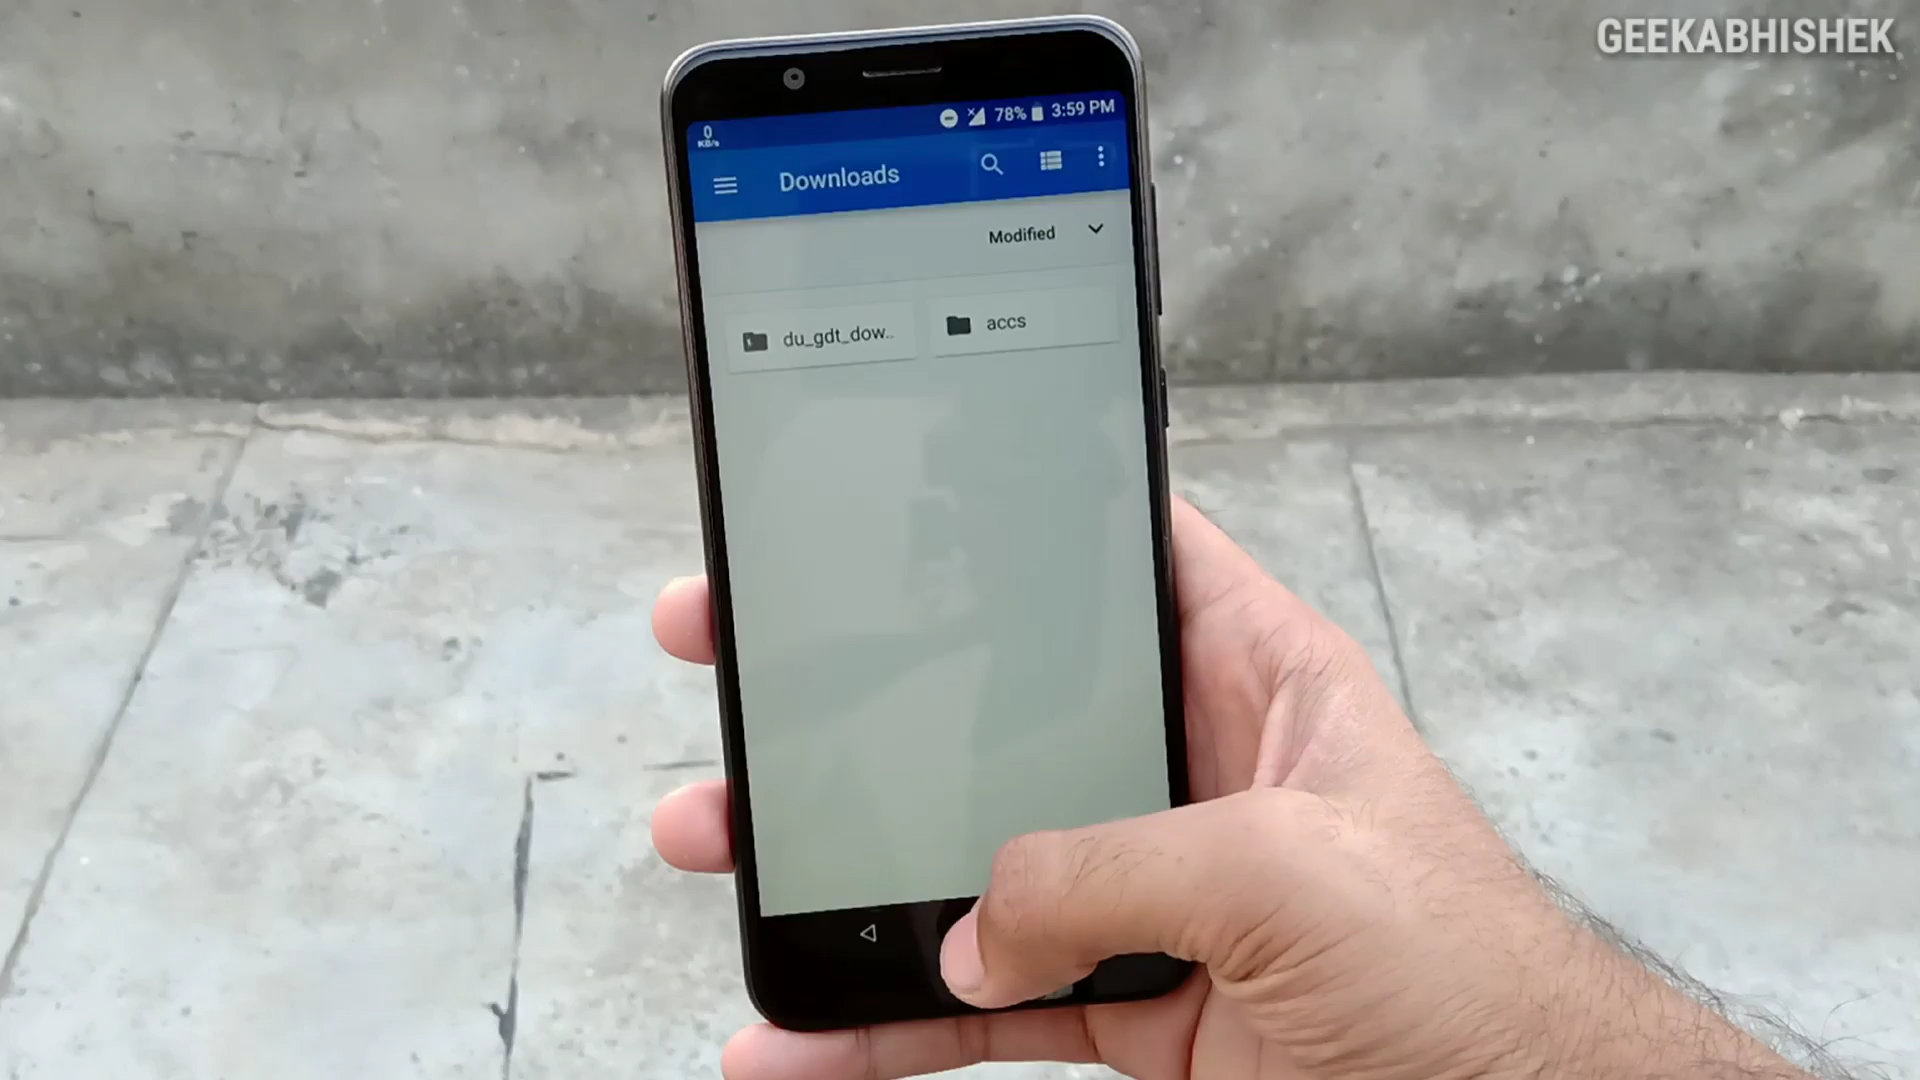 GEEKABHISHEK
0
KB/s
78% 3:59 PM
Downloads
Modified
du_gdt_dow..
accs